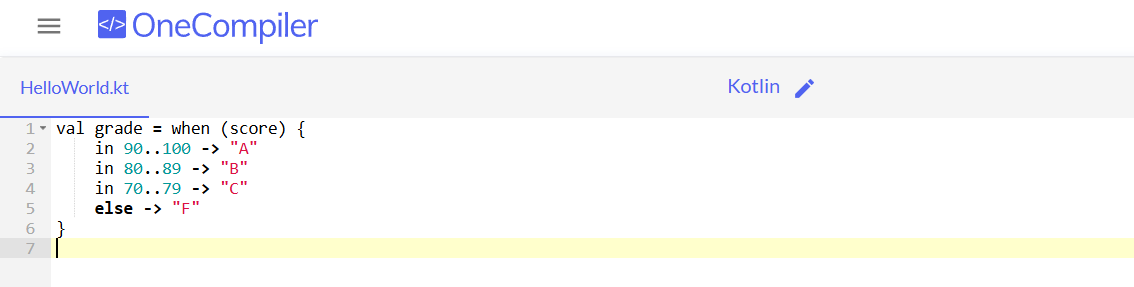 </> OneCompiler
HelloWorld.kt
Kotlin
1 val grade = when (score) {
2     in 90..100 -> "A"
3     in 80..89 -> "B"
4     in 70..79 -> "C"
5     else -> "F"
6 }
7